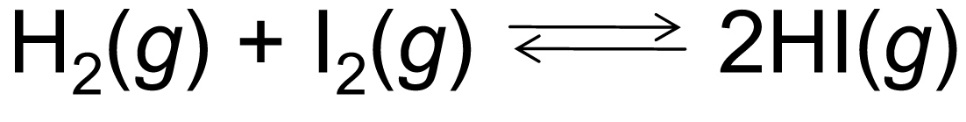 H₂(g) + I₂(g) ⇌ 2HI(g)